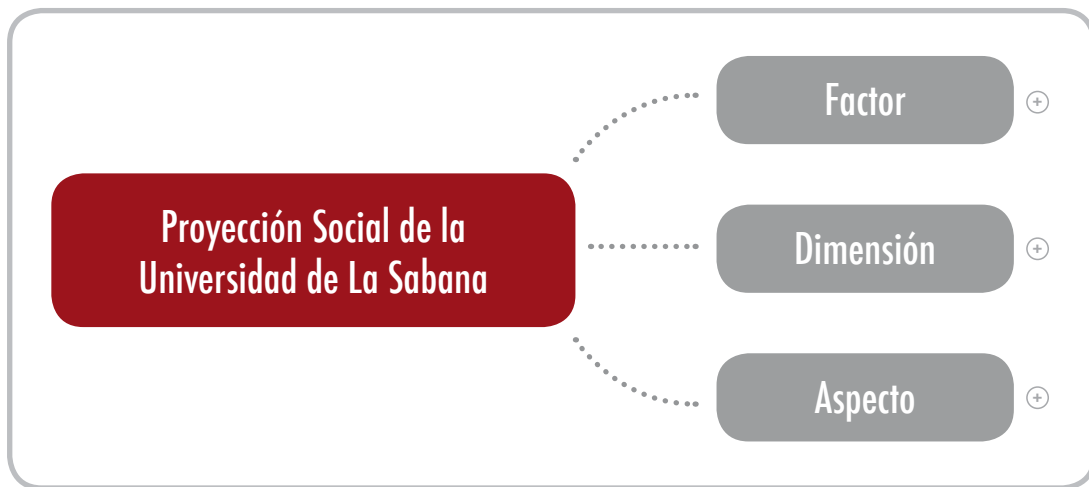 Proyección Social de la
Universidad de La Sabana
Factor
Dimensión
Aspecto